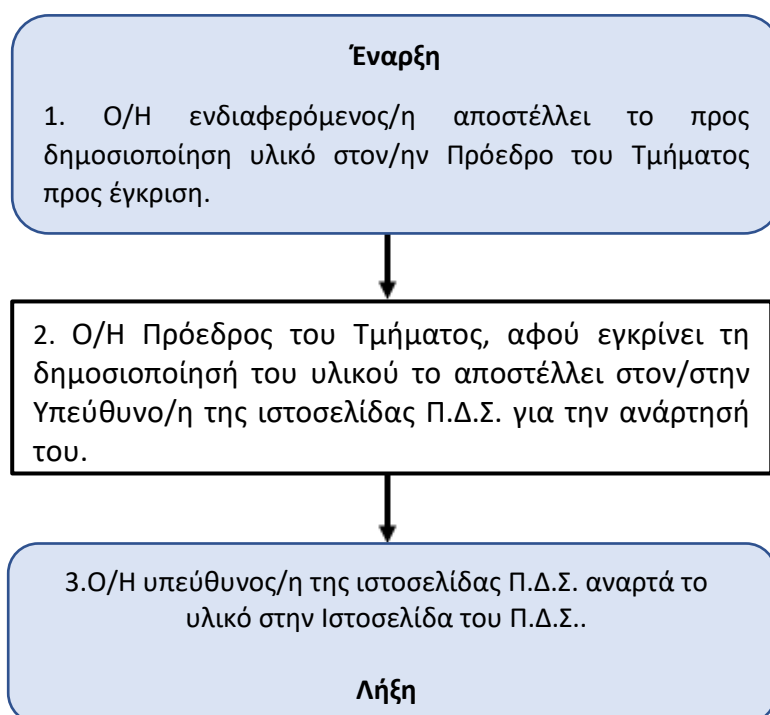 Έναρξη
1. Ο/Η ενδιαφερόμενος/η αποστέλλει το προς
δημοσιοποίηση υλικό στον/ην Πρόεδρο του Τμήματος
προς έγκριση.
2. Ο/Η Πρόεδρος του Τμήματος, αφού εγκρίνει τη
δημοσιοποίησή του υλικού το αποστέλλει στον/στην
Υπεύθυνο/η της ιστοσελίδας Π.Δ.Σ. για την ανάρτησή
του.
3.Ο/Η υπεύθυνος/η της ιστοσελίδας Π.Δ.Σ. αναρτά το
υλικό στην Ιστοσελίδα του Π.Δ.Σ..
Λήξη